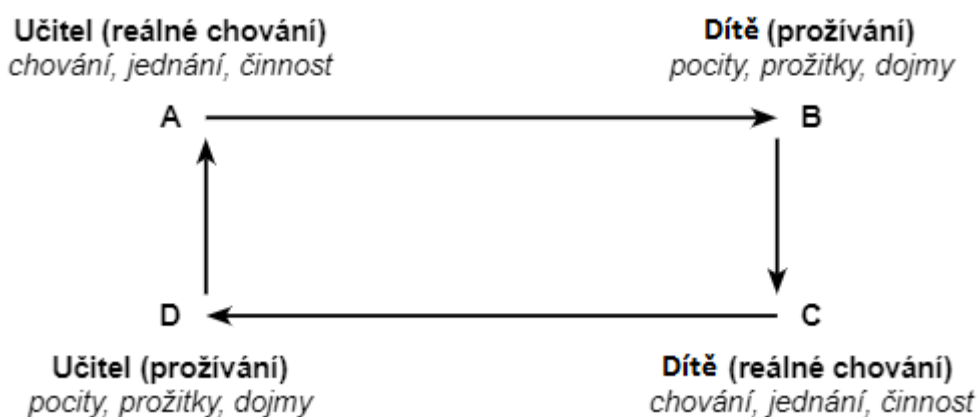 Učitel (reálné chování)
chování, jednání, činnost
Dítě (prožívání)
pocity, prožitky, dojmy
A
B
D
C
Učitel (prožívání)
pocity, prožitky, dojmy
Dítě (reálné chování)
chování, jednání, činnost